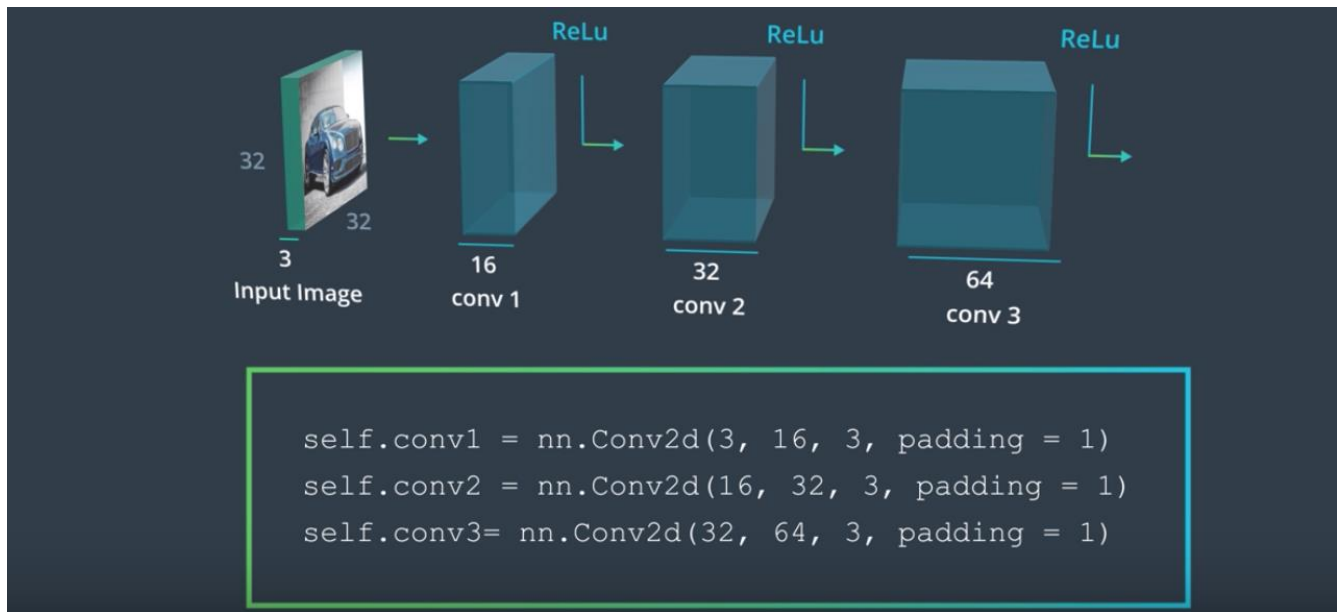 ReLu
ReLu
ReLu
32
32
3
Input Image
16
conv 1
32
conv 2
64
conv 3
self.conv1 = nn.Conv2d(3, 16, 3, padding = 1)
self.conv2 = nn.Conv2d(16, 32, 3, padding = 1)
self.conv3= nn.Conv2d(32, 64, 3, padding = 1)